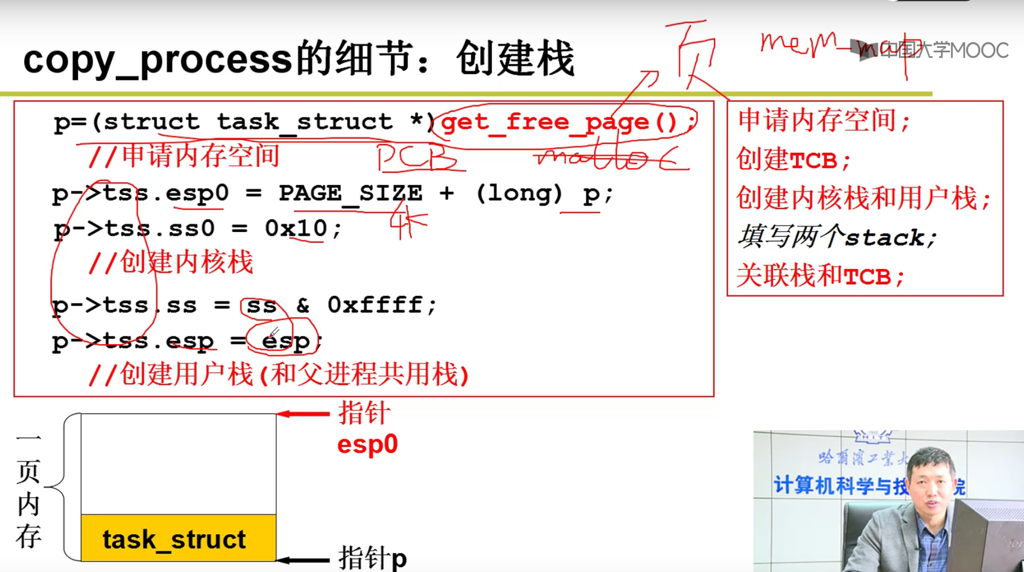 copy_process的细节：创建栈
页 mem_map
中国大学MOOC
p=(struct task_struct *)get_free_page();
//申请内存空间
PCB
malloc
p->tss.esp0 = PAGE_SIZE + (long) p;
4K
p->tss.ss0 = 0x10;
//创建内核栈
p->tss.ss = ss & 0xffff;
p->tss.esp = esp;
//创建用户栈(和父进程共用栈)
申请内存空间;
创建TCB;
创建内核栈和用户栈;
填写两个stack;
关联栈和TCB;
一页内存
指针
esp0
task_struct
指针p
哈尔滨工业大
计算机科学与技 院